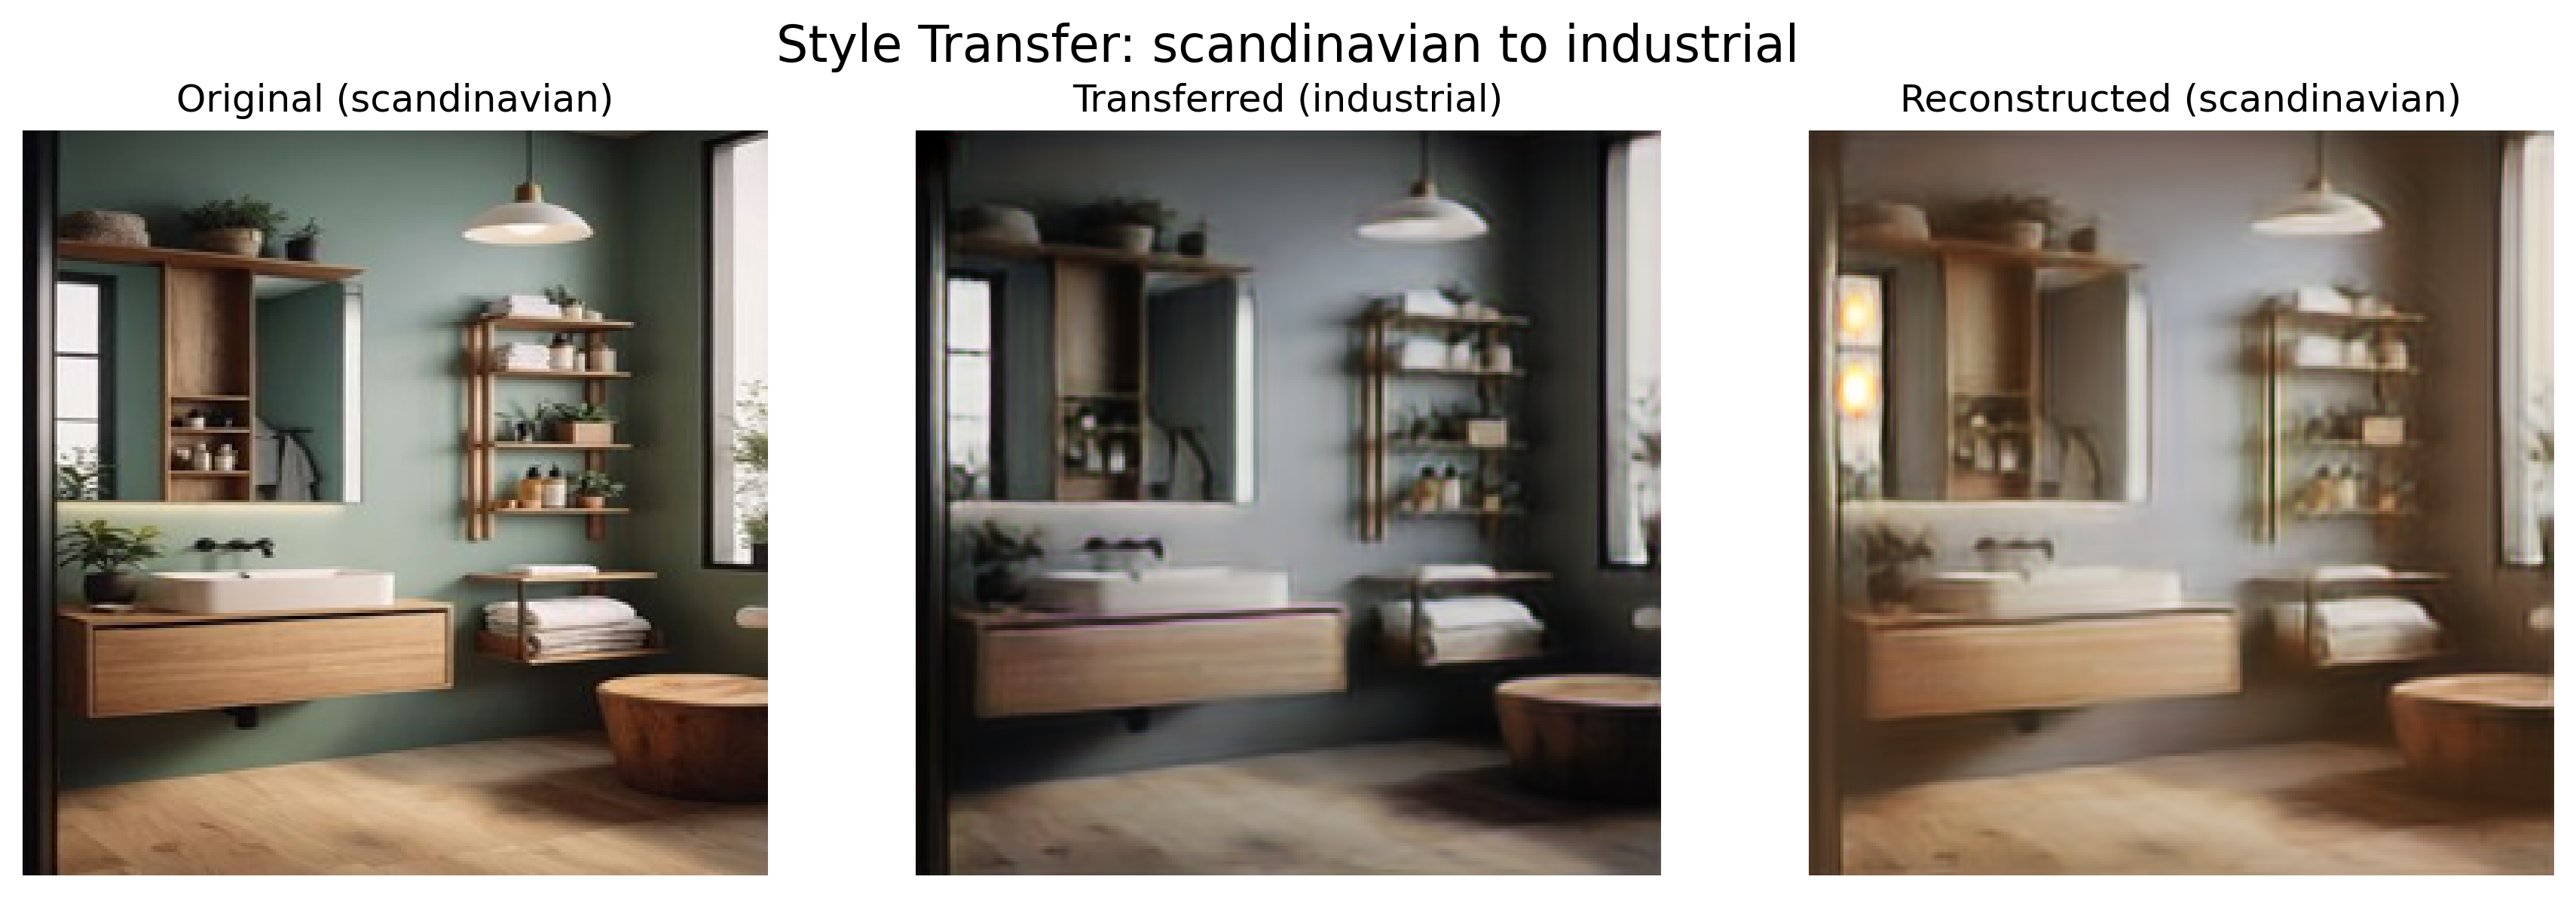 Style Transfer: scandinavian to industrial
Original (scandinavian)
Transferred (industrial)
Reconstructed (scandinavian)